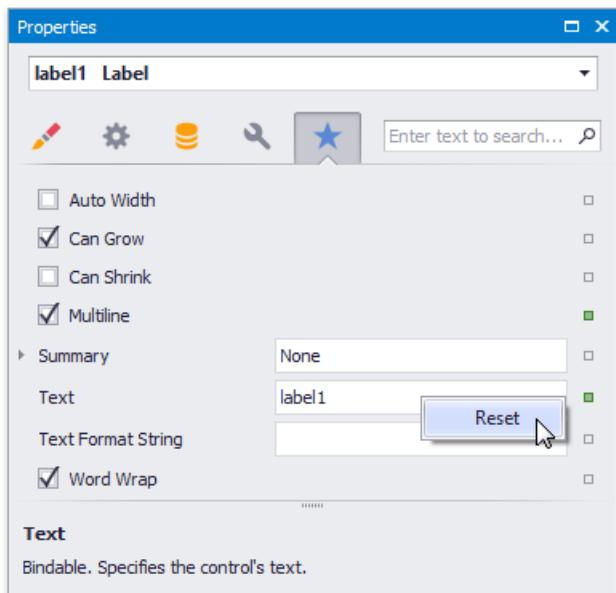 Properties
label1 Label
Enter text to search...
Auto Width
Can Grow
Can Shrink
Multiline
Summary None
Text label1
Reset
Text Format String
Word Wrap
Text
Bindable. Specifies the control's text.